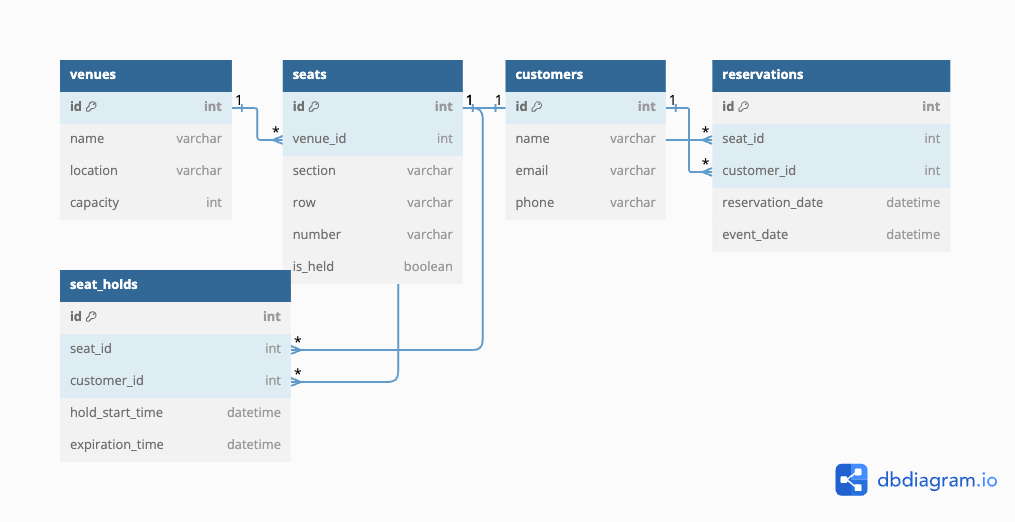 venues
id int
name varchar
location varchar
capacity int
seats
id int
venue_id int
section varchar
row varchar
number varchar
is_held boolean
customers
id int
name varchar
email varchar
phone varchar
reservations
id int
seat_id int
customer_id int
reservation_date datetime
event_date datetime
seat_holds
id int
seat_id int
customer_id int
hold_start_time datetime
expiration_time datetime
1
*
1
1
1
*
*
*
*
dbdiagram.io